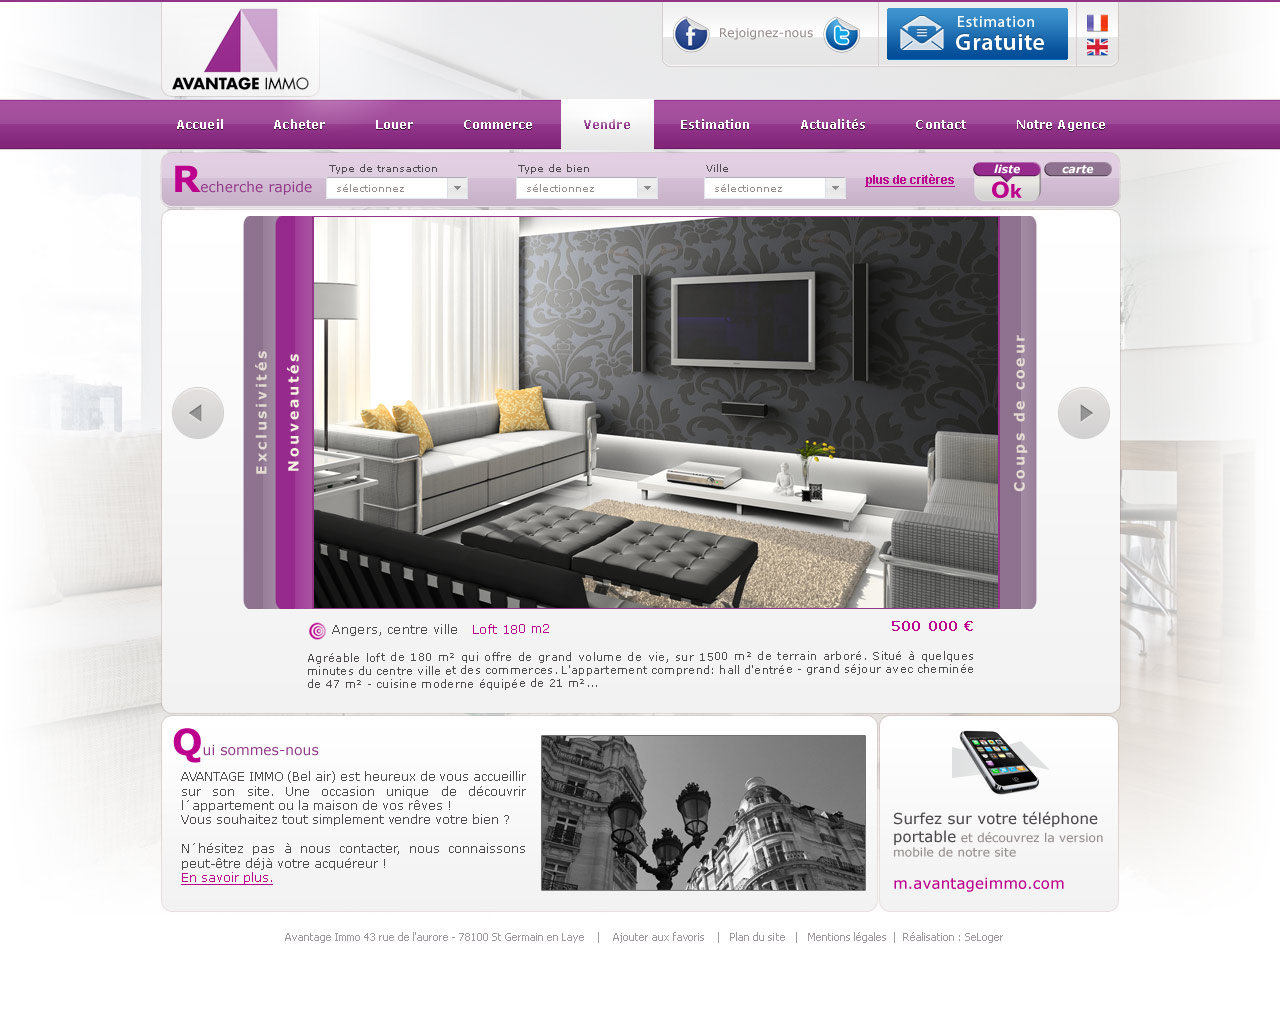 AVANTAGE IMMO
Rejoignez-nous
Estimation
Gratuite
Accueil Acheter Louer Commerce Vendre Estimation Actualités Contact Notre Agence
Recherche rapide
Type de transaction Type de bien Ville
sélectionnez sélectionnez sélectionnez
plus de critères
liste carte
Ok
Exclusivités
Nouveautés
Coups de coeur
Angers, centre ville Loft 180 m2 500 000 €
Agréable loft de 180 m² qui offre de grand volume de vie, sur 1500 m² de terrain arboré. Situé à quelques
minutes du centre ville et des commerces. L'appartement comprend: hall d'entrée - grand séjour avec cheminée
de 47 m² - cuisine moderne équipée de 21 m²...
Qui sommes-nous
AVANTAGE IMMO (Bel air) est heureux de vous accueillir
sur son site. Une occasion unique de découvrir
l´appartement ou la maison de vos rêves !
Vous souhaitez tout simplement vendre votre bien ?
N´hésitez pas à nous contacter, nous connaissons
peut-être déjà votre acquéreur !
En savoir plus.
Surfez sur votre téléphone
portable et découvrez la version
mobile de notre site
m.avantageimmo.com
Avantage Immo 43 rue de l'aurore - 78100 St Germain en Laye | Ajouter aux favoris | Plan du site | Mentions légales | Réalisation : SeLoger